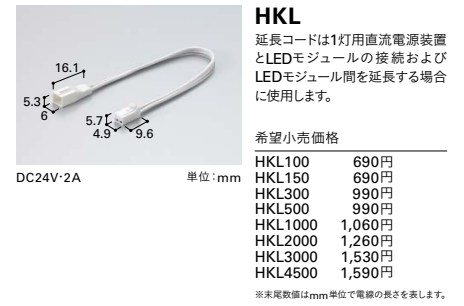 16.1
5.3
6
5.7
4.9
9.6
DC24V・2A
単位：mm
HKL
延長コードは1灯用直流電源装置
とLEDモジュールの接続および
LEDモジュール間を延長する場合
に使用します。
希望小売価格
HKL100 690円
HKL150 690円
HKL300 990円
HKL500 990円
HKL1000 1,060円
HKL2000 1,260円
HKL3000 1,530円
HKL4500 1,590円
※末尾数値はmm単位で電線の長さを表します。